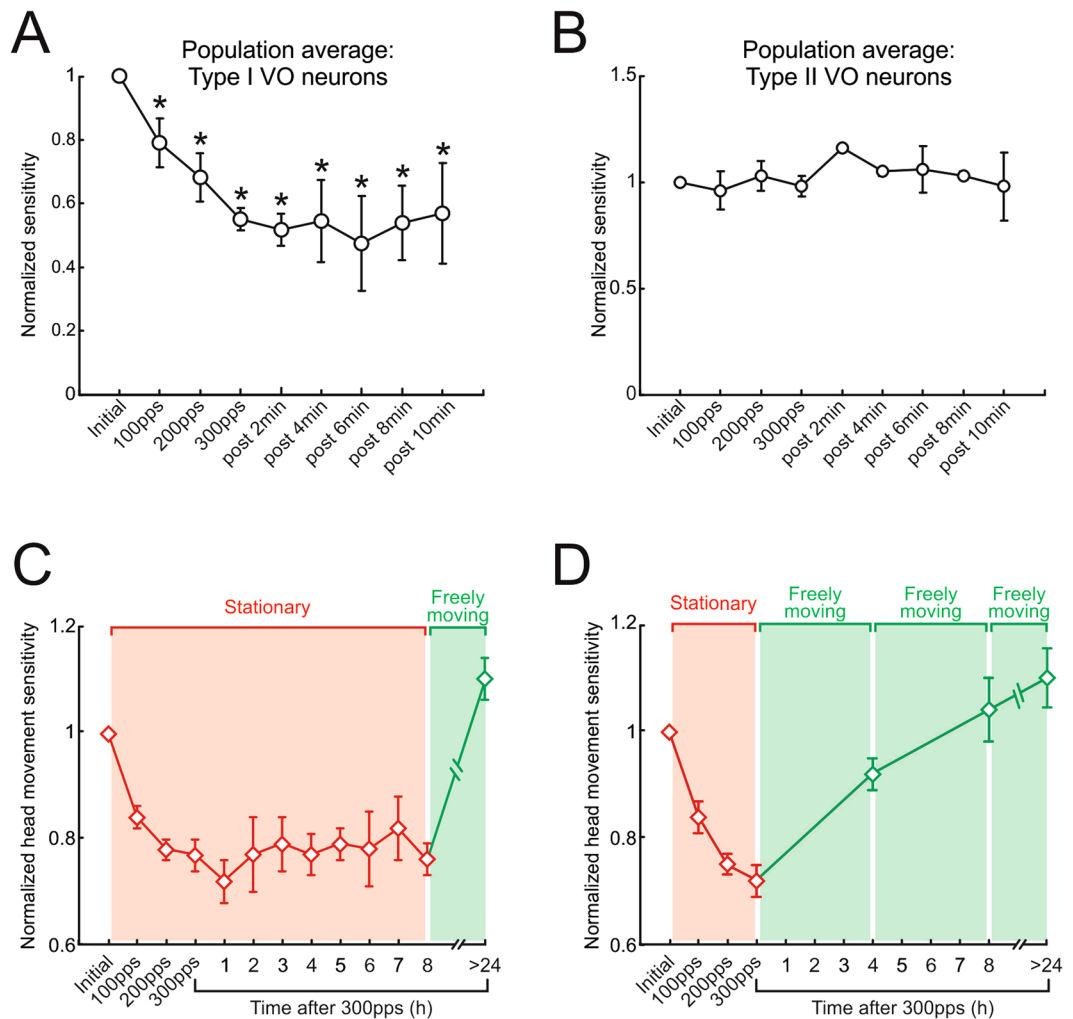 A
Population average:
Type I VO neurons
Normalized sensitivity
1
0.8
0.6
0.4
0.2
0
* * * * * * * *
Initial
100pps
200pps
300pps
post 2min
post 4min
post 6min
post 8min
post 10min
B
Population average:
Type II VO neurons
Normalized sensitivity
1.5
1
0.5
0
Initial
100pps
200pps
300pps
post 2min
post 4min
post 6min
post 8min
post 10min
C
Stationary
Freely
moving
Normalized head movement sensitivity
1.2
1
0.8
0.6
Initial
100pps
200pps
300pps
1 2 3 4 5 6 7 8 >24
Time after 300pps (h)
D
Stationary
Freely
moving
Freely
moving
Freely
moving
Normalized head movement sensitivity
1.2
1
0.8
0.6
Initial
100pps
200pps
300pps
1 2 3 4 5 6 7 8 >24
Time after 300pps (h)